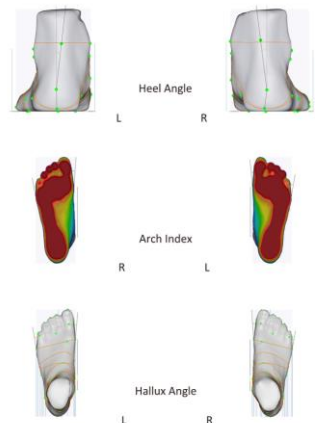 Heel Angle
L R
Arch Index
R L
Hallux Angle
L R